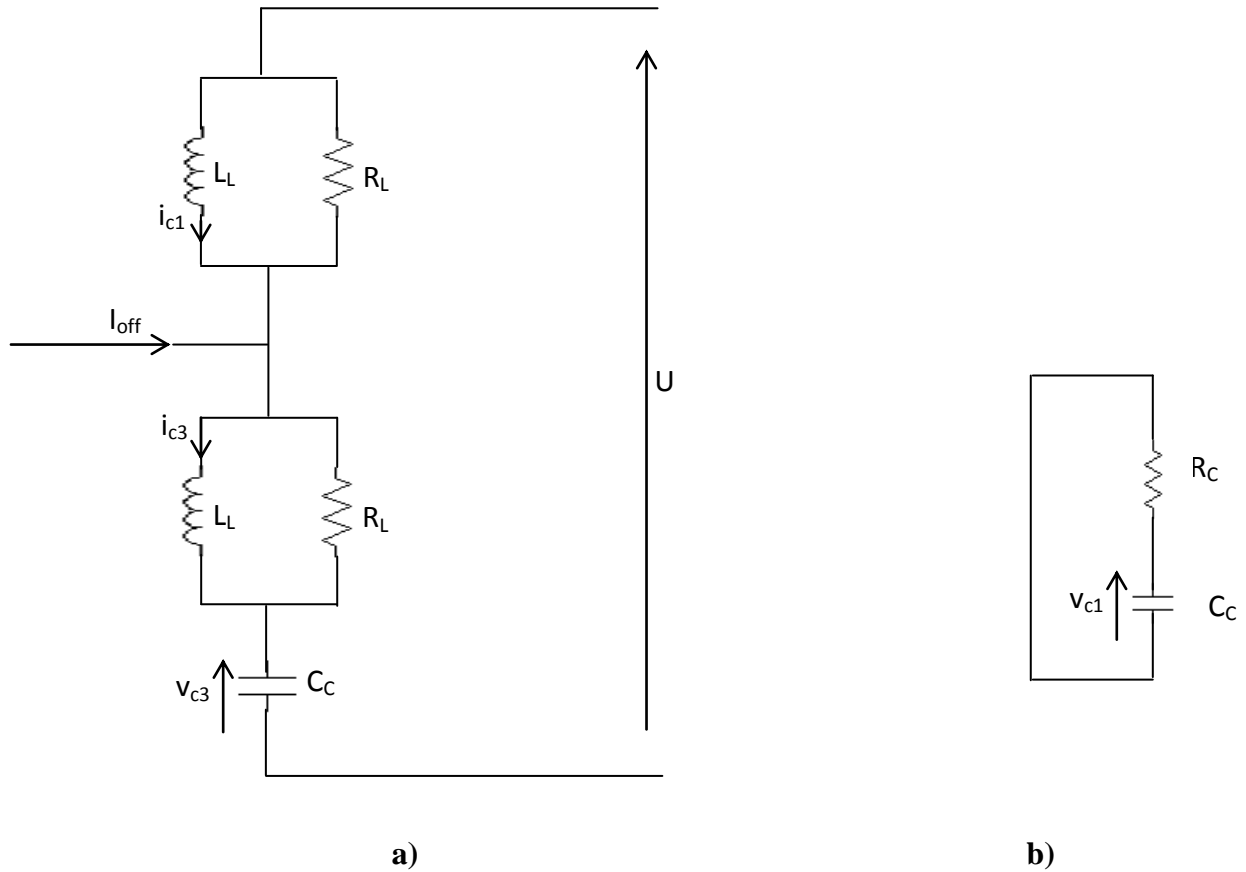 L_L
R_L
i_c1
I_off
U
i_c3
L_L
R_L
R_C
v_c1
C_C
v_c3
C_C
a)
b)